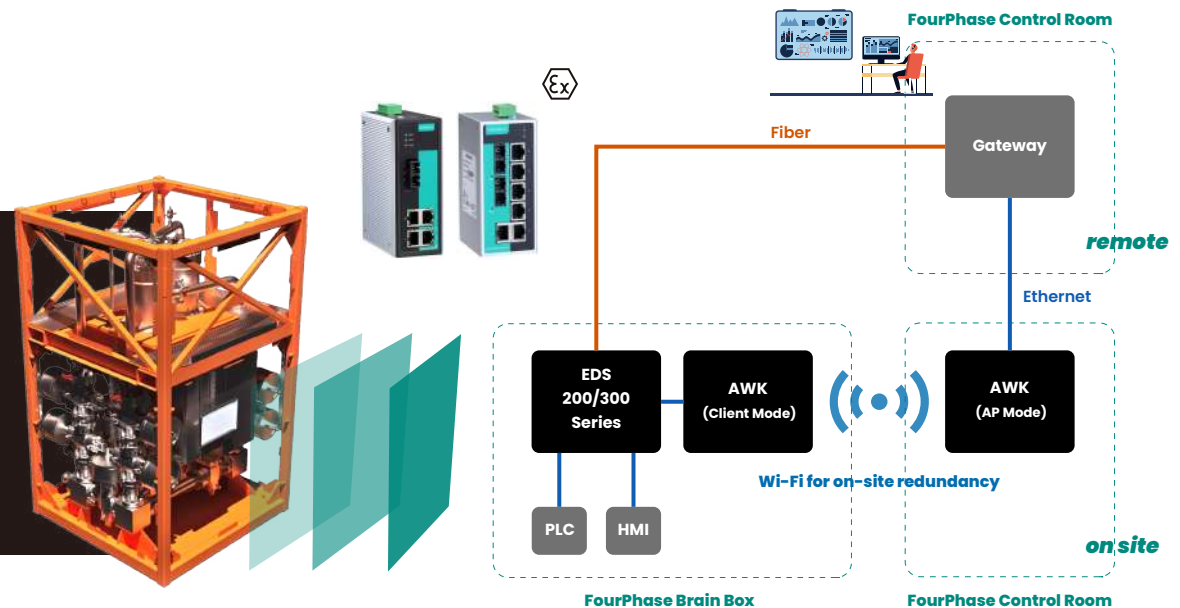 FourPhase Control Room
Ex
Fiber
Gateway
remote
Ethernet
EDS
200/300
Series
AWK
(Client Mode)
AWK
(AP Mode)
Wi-Fi for on-site redundancy
PLC
HMI
on site
FourPhase Brain Box
FourPhase Control Room